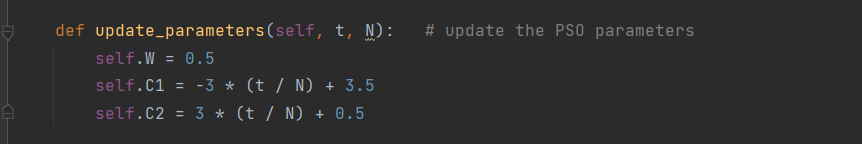 def update_parameters(self, t, N):   # update the PSO parameters
    self.W = 0.5
    self.C1 = -3 * (t / N) + 3.5
    self.C2 = 3 * (t / N) + 0.5